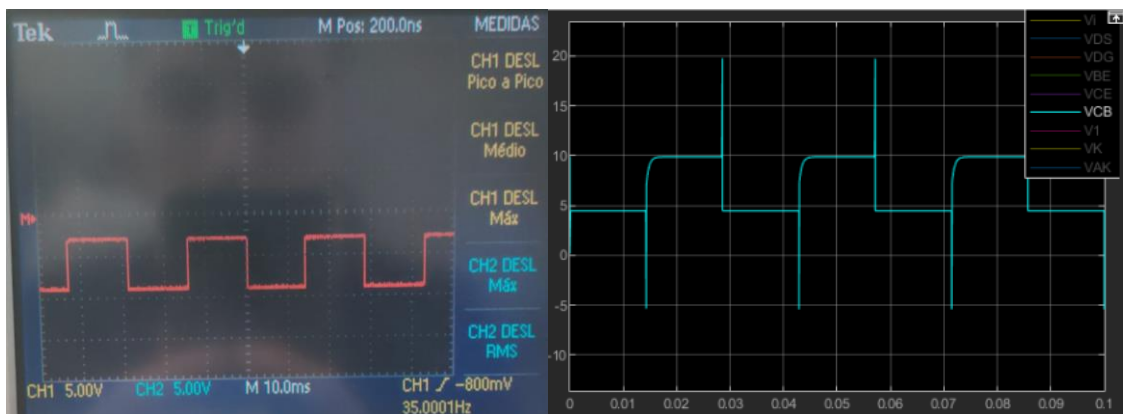 Tek
Trig'd
M Pos: 200.0ns
MEDIDAS
CH1 DESL
Pico a Pico
CH1 DESL
Médio
CH1 DESL
Máx
CH2 DESL
Máx
CH2 DESL
RMS
M
CH1 5.00V
CH2 5.00V
M 10.0ms
CH1 -800mV
35.0001Hz
Vi
VDS
VDG
VBE
VCE
VCB
V1
VK
VAK
20
15
10
5
0
-5
-10
0
0.01
0.02
0.03
0.04
0.05
0.06
0.07
0.08
0.09
0.1